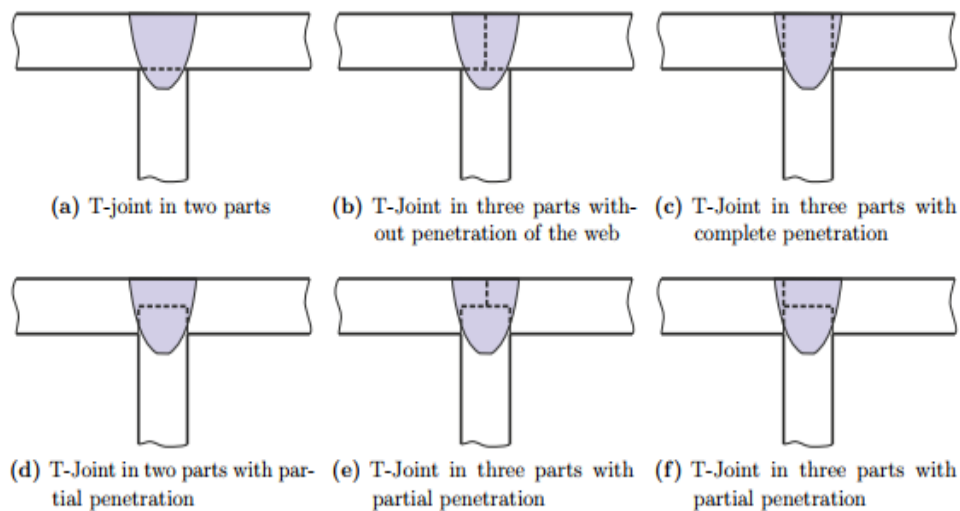 (a) T-joint in two parts
(b) T-Joint in three parts with-
out penetration of the web
(c) T-Joint in three parts with
complete penetration
(d) T-Joint in two parts with par-
tial penetration
(e) T-Joint in three parts with
partial penetration
(f) T-Joint in three parts with
partial penetration